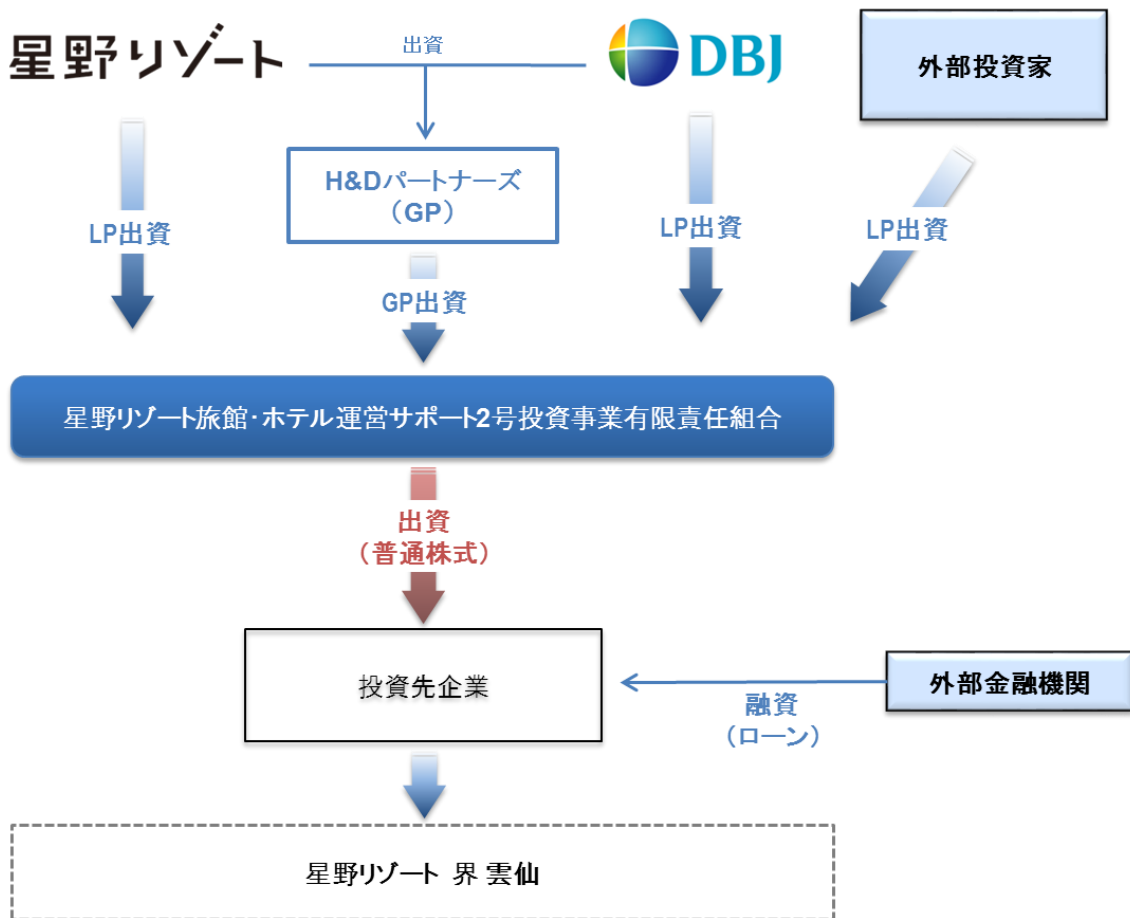 星野リゾート
出資
DBJ
外部投資家
H&Dパートナーズ
（GP）
LP出資
LP出資
LP出資
GP出資
星野リゾート旅館・ホテル運営サポート2号投資事業有限責任組合
出資
（普通株式）
投資先企業
外部金融機関
融資
（ローン）
星野リゾート 界 雲仙